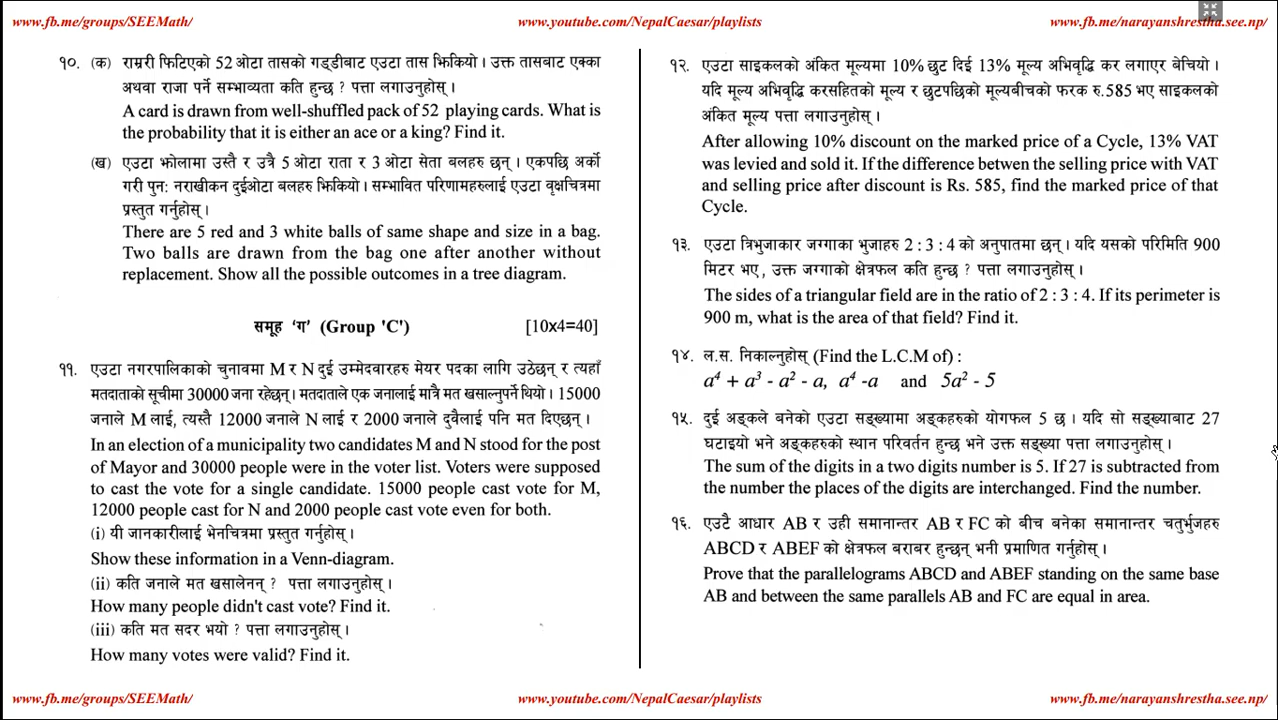 www.fb.me/groups/SEEMath/
www.youtube.com/NepalCaesar/playlists
www.fb.me/narayanshrestha.see.np/
१०. (क) राम्ररी फिटिएको 52 ओटा तासको गड्डीबाट एउटा तास झिकियो । उक्त तासबाट एक्का
अथवा राजा पर्ने सम्भाव्यता कति हुन्छ ? पत्ता लगाउनुहोस् ।
A card is drawn from well-shuffled pack of 52 playing cards. What is
the probability that it is either an ace or a king? Find it.
(ख) एउटा झोलामा उस्तै र उत्रै 5 ओटा राता र 3 ओटा सेता बलहरु छन् । एकपछि अर्को
गरी पुनः नराखीकन दुईओटा बलहरु झिकियो । सम्भावित परिणामहरुलाई एउटा वृक्षचित्रमा
प्रस्तुत गर्नुहोस् ।
There are 5 red and 3 white balls of same shape and size in a bag.
Two balls are drawn from the bag one after another without
replacement. Show all the possible outcomes in a tree diagram.
समूह 'ग' (Group 'C') [10x4=40]
११. एउटा नगरपालिकाको चुनावमा M र N दुई उम्मेदवारहरु मेयर पदका लागि उठेछन् र त्यहाँ
मतदाताको सूचीमा 30000 जना रहेछन् । मतदाताले एक जनालाई मात्रै मत खसाल्नुपर्ने थियो । 15000
जनाले M लाई, त्यस्तै 12000 जनाले N लाई र 2000 जनाले दुवैलाई पनि मत दिएछन् ।
In an election of a municipality two candidates M and N stood for the post
of Mayor and 30000 people were in the voter list. Voters were supposed
to cast the vote for a single candidate. 15000 people cast vote for M,
12000 people cast for N and 2000 people cast vote even for both.
(i) यी जानकारीलाई भेनचित्रमा प्रस्तुत गर्नुहोस् ।
Show these information in a Venn-diagram.
(ii) कति जनाले मत खसालेनन् ? पत्ता लगाउनुहोस् ।
How many people didn't cast vote? Find it.
(iii) कति मत सदर भयो ? पत्ता लगाउनुहोस् ।
How many votes were valid? Find it.
१२. एउटा साइकलको अंकित मूल्यमा 10% छुट दिई 13% मूल्य अभिवृद्धि कर लगाएर बेचियो ।
यदि मूल्य अभिवृद्धि करसहितको मूल्य र छुटपछिको मूल्यबीचको फरक रु.585 भए साइकलको
अंकित मूल्य पत्ता लगाउनुहोस् ।
After allowing 10% discount on the marked price of a Cycle, 13% VAT
was levied and sold it. If the difference betwen the selling price with VAT
and selling price after discount is Rs. 585, find the marked price of that
Cycle.
१३. एउटा त्रिभुजाकार जग्गाका भुजाहरु 2 : 3 : 4 को अनुपातमा छन् । यदि यसको परिमिति 900
मिटर भए , उक्त जग्गाको क्षेत्रफल कति हुन्छ ? पत्ता लगाउनुहोस् ।
The sides of a triangular field are in the ratio of 2 : 3 : 4. If its perimeter is
900 m, what is the area of that field? Find it.
१४. ल.स. निकाल्नुहोस् (Find the L.C.M of) :
a⁴ + a³ - a² - a, a⁴ -a and 5a² - 5
१५. दुई अङ्कले बनेको एउटा सङ्ख्यामा अङ्कहरुको योगफल 5 छ । यदि सो सङ्ख्याबाट 27
घटाइयो भने अङ्कहरुको स्थान परिवर्तन हुन्छ भने उक्त सङ्ख्या पत्ता लगाउनुहोस् ।
The sum of the digits in a two digits number is 5. If 27 is subtracted from
the number the places of the digits are interchanged. Find the number.
१६. एउटै आधार AB र उही समानान्तर AB र FC को बीच बनेका समानान्तर चतुर्भुजहरु
ABCD र ABEF को क्षेत्रफल बराबर हुन्छन् भनी प्रमाणित गर्नुहोस् ।
Prove that the parallelograms ABCD and ABEF standing on the same base
AB and between the same parallels AB and FC are equal in area.
www.fb.me/groups/SEEMath/
www.youtube.com/NepalCaesar/playlists
www.fb.me/narayanshrestha.see.np/